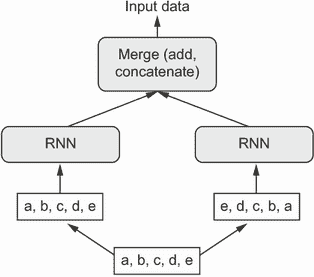 Input data
Merge (add,
concatenate)
RNN
RNN
a, b, c, d, e
e, d, c, b, a
a, b, c, d, e